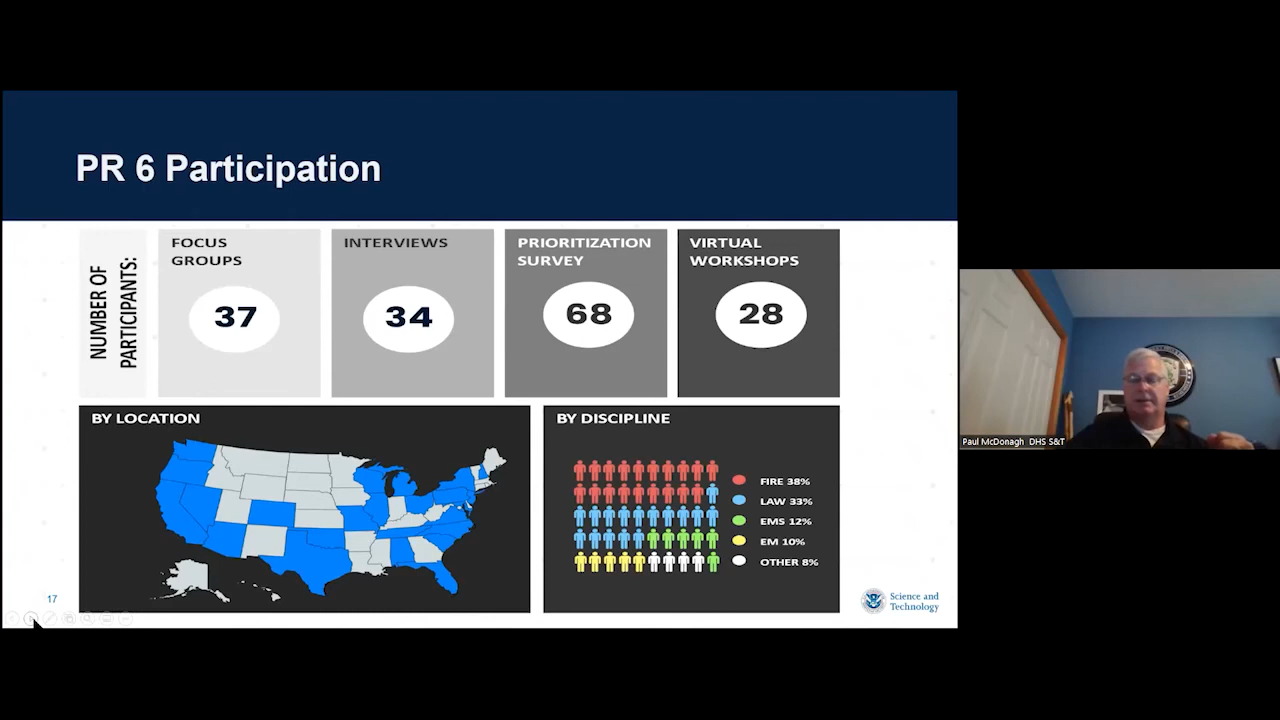 PR 6 Participation
NUMBER OF
PARTICIPANTS:
FOCUS
GROUPS
37
INTERVIEWS
34
PRIORITIZATION
SURVEY
68
VIRTUAL
WORKSHOPS
28
BY LOCATION
BY DISCIPLINE
FIRE 38%
LAW 33%
EMS 12%
EM 10%
OTHER 8%
17
Science and
Technology
Paul McDonagh DHS S&T